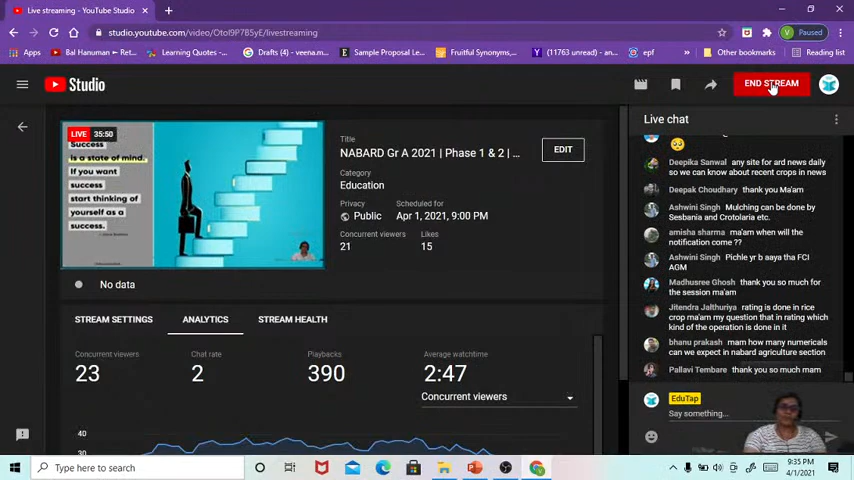 Live streaming - YouTube Studio
studio.youtube.com/video/OtoI9P7B5yE/livestreaming
Paused
Apps
Bal Hanuman ← Ret...
Learning Quotes -...
Drafts (4) - veena.m...
Example Sample Proposal Le...
Fruitful Synonyms,...
(11763 unread) - an...
epf
»
Other bookmarks
Reading list
Studio
END STREAM
LIVE 35:50
Success
is a state of mind.
If you want
success
start thinking of
yourself as a
success.
Title
NABARD Gr A 2021 | Phase 1 & 2 | ...
EDIT
Category
Education
Privacy
Public
Scheduled for
Apr 1, 2021, 9:00 PM
Concurrent viewers
21
Likes
15
No data
STREAM SETTINGS
ANALYTICS
STREAM HEALTH
Concurrent viewers
23
Chat rate
2
Playbacks
390
Average watchtime
2:47
Concurrent viewers
40
Live chat
Deepika Sanwal any site for ard news daily
so we can know about recent crops in news
Deepak Choudhary thank you Ma'am
Ashwini Singh Mulching can be done by
Sesbania and Crotolaria etc.
amisha sharma ma'am when will the
notification come ??
Ashwini Singh Pichle yr b aaya tha FCI
AGM
Madhusree Ghosh thank you so much for
the session ma'am
Jitendra Jalthuriya rating is done in rice
crop ma'am my question that in rating which
kind of the operation is done in it
bhanu prakash mam how many numericals
can we expect in nabard agriculture section
Pallavi Tembare thank you so much mam
EduTap
Say something...
Type here to search
9:35 PM
4/1/2021